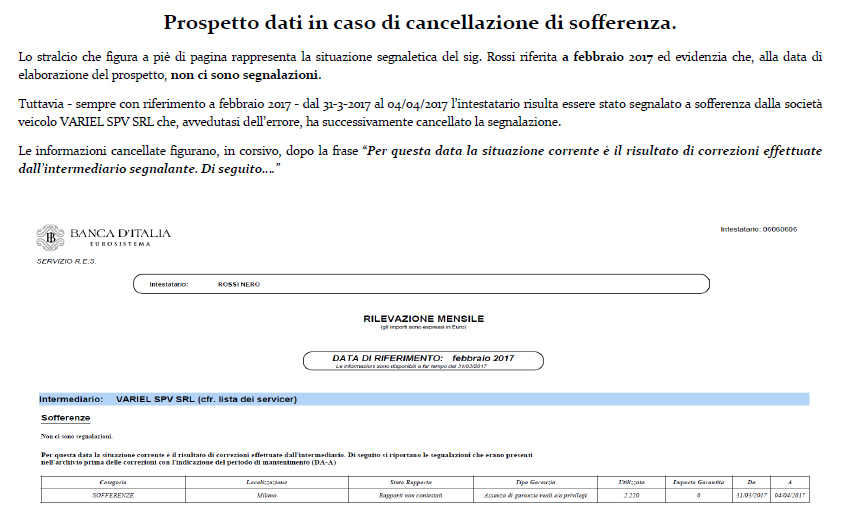 Prospetto dati in caso di cancellazione di sofferenza.
Lo stralcio che figura a piè di pagina rappresenta la situazione segnaletica del sig. Rossi riferita a febbraio 2017 ed evidenzia che, alla data di
elaborazione del prospetto, non ci sono segnalazioni.
Tuttavia - sempre con riferimento a febbraio 2017 - dal 31-3-2017 al 04/04/2017 l'intestatario risulta essere stato segnalato a sofferenza dalla società
veicolo VARIEL SPV SRL che, avvedutasi dell'errore, ha successivamente cancellato la segnalazione.
Le informazioni cancellate figurano, in corsivo, dopo la frase "Per questa data la situazione corrente è il risultato di correzioni effettuate
dall'intermediario segnalante. Di seguito...."
BANCA D'ITALIA
EUROSISTEMA
Intestatario: 06060606
SERVIZIO R.E.S.
Intestatario: ROSSI NERO
RILEVAZIONE MENSILE
(gli importi sono espressi in Euro)
DATA DI RIFERIMENTO: febbraio 2017
Le informazioni sono disponibili a far tempo dal 31/03/2017
Intermediario: VARIEL SPV SRL (cfr. lista dei servicer)
Sofferenze
Non ci sono segnalazioni.
Per questa data la situazione corrente è il risultato di correzioni effettuate dall'intermediario. Di seguito si riportano le segnalazioni che erano presenti
nell'archivio prima delle correzioni con l'indicazione del periodo di mantenimento (DA-A)
Categoria Localizzazione Stato Rapporto Tipo Garanzia Utilizzato Importo Garantito Da A
SOFFERENZE Milano Rapporti non contestati Assenza di garanzie reali e/o privilegi 2.220 0 31/03/2017 04/04/2017